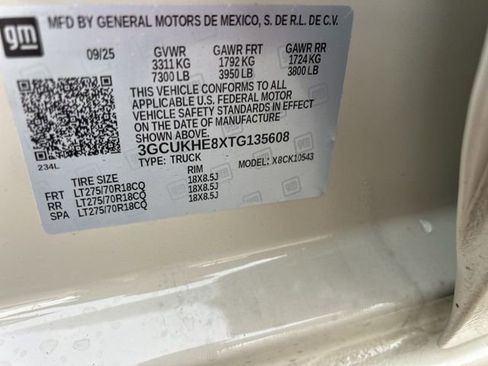 gm
MFD BY GENERAL MOTORS DE MEXICO, S. DE R.L. DE C.V.
09/25 GVWR GAWR FRT GAWR RR
3311 KG 1792 KG 1724 KG
7300 LB 3950 LB 3800 LB
THIS VEHICLE CONFORMS TO ALL
APPLICABLE U.S. FEDERAL MOTOR
VEHICLE SAFETY STANDARDS IN EFFECT
ON THE DATE OF MANUFACTURE
SHOWN ABOVE.
3GCUKHE8XTG135608
TYPE: TRUCK MODEL: X8CK10543
234L
TIRE SIZE RIM
FRT LT275/70R18CQ 18X8.5J
RR LT275/70R18CQ 18X8.5J
SPA LT275/70R18CQ 18X8.5J